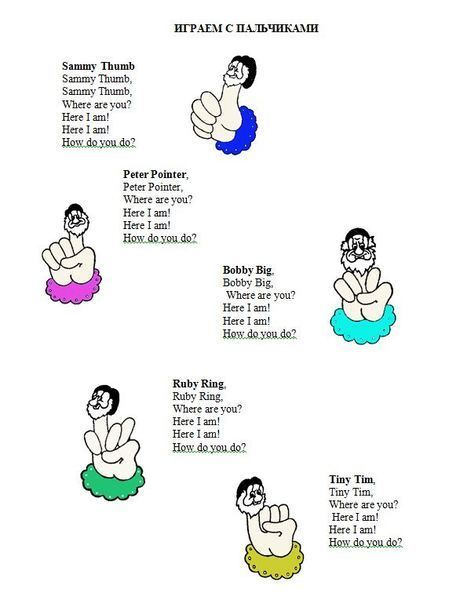 ИГРАЕМ С ПАЛЬЧИКАМИ
Sammy Thumb
Sammy Thumb,
Sammy Thumb,
Where are you?
Here I am!
Here I am!
How do you do?
Peter Pointer,
Peter Pointer,
Where are you?
Here I am!
Here I am!
How do you do?
Bobby Big,
Bobby Big,
Where are you?
Here I am!
Here I am!
How do you do?
Ruby Ring,
Ruby Ring,
Where are you?
Here I am!
Here I am!
How do you do?
Tiny Tim,
Tiny Tim,
Where are you?
Here I am!
Here I am!
How do you do?